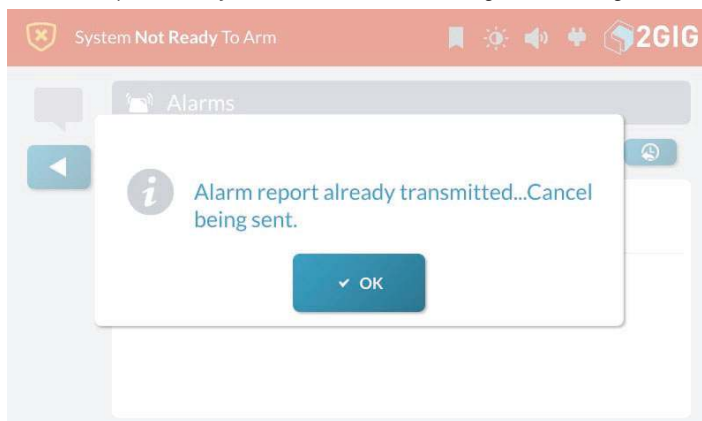 System Not Ready To Arm
2GIG
Alarms
Alarm report already transmitted...Cancel
being sent.
OK